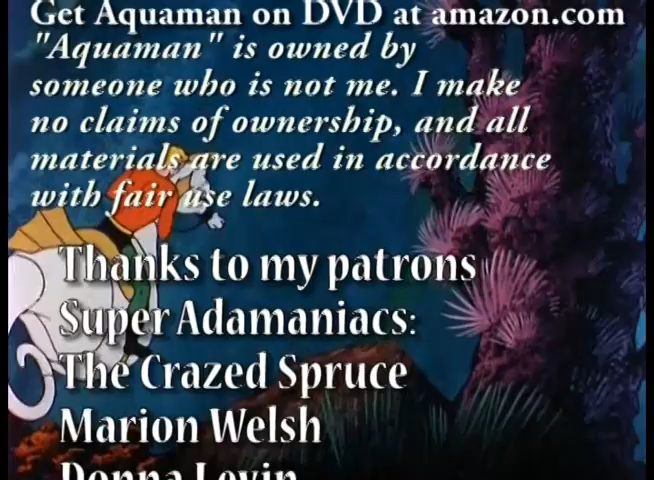 Get Aquaman on DVD at amazon.com
"Aquaman" is owned by
someone who is not me. I make
no claims of ownership, and all
materials are used in accordance
with fair use laws.
Thanks to my patrons
Super Adamaniacs:
The Crazed Spruce
Marion Welsh
Donna Levin